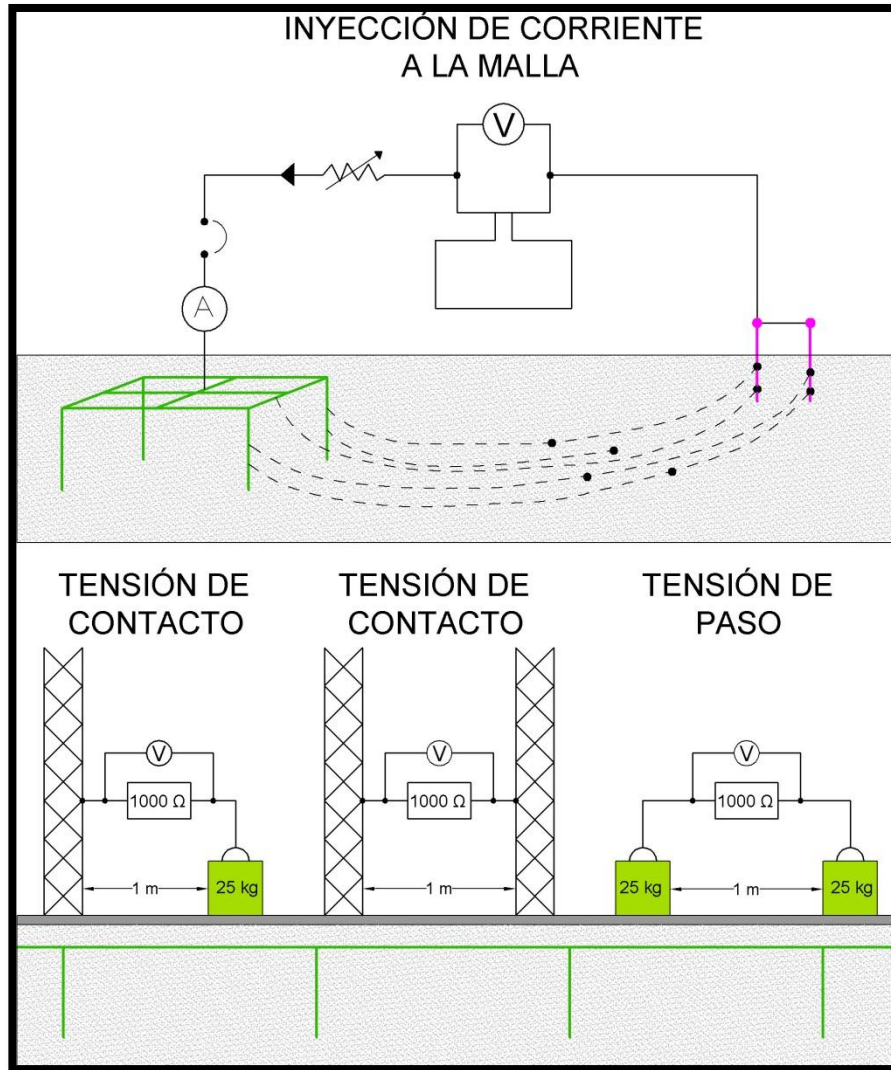 INYECCIÓN DE CORRIENTE
A LA MALLA
V
A
TENSIÓN DE
CONTACTO
V
1000 Ω
1 m
25 kg
TENSIÓN DE
CONTACTO
V
1000 Ω
1 m
TENSIÓN DE
PASO
V
1000 Ω
25 kg
1 m
25 kg